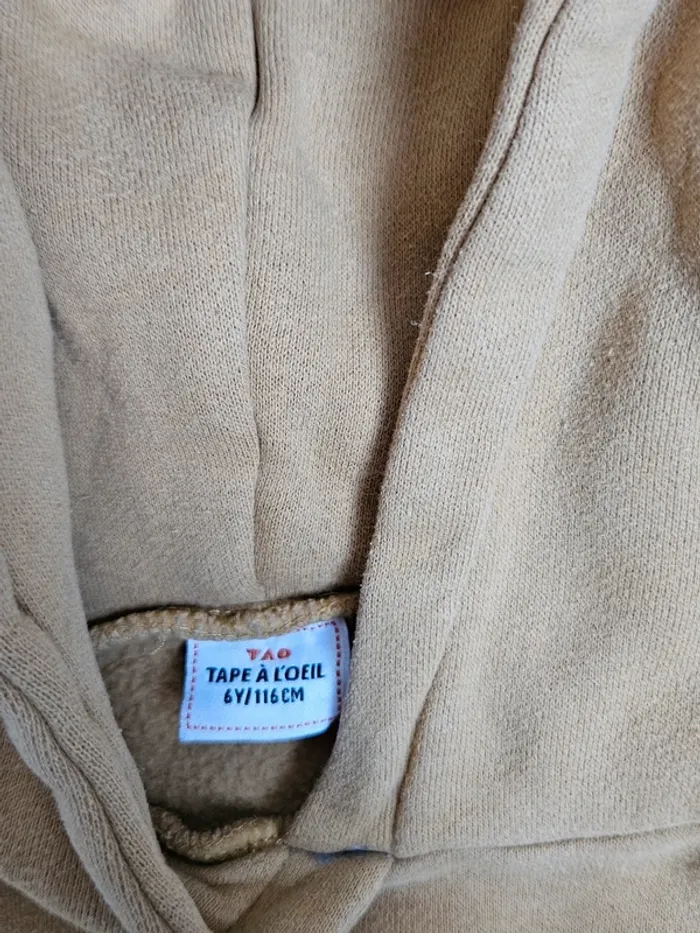 TAO
TAPE À L'OEIL
6Y/116CM